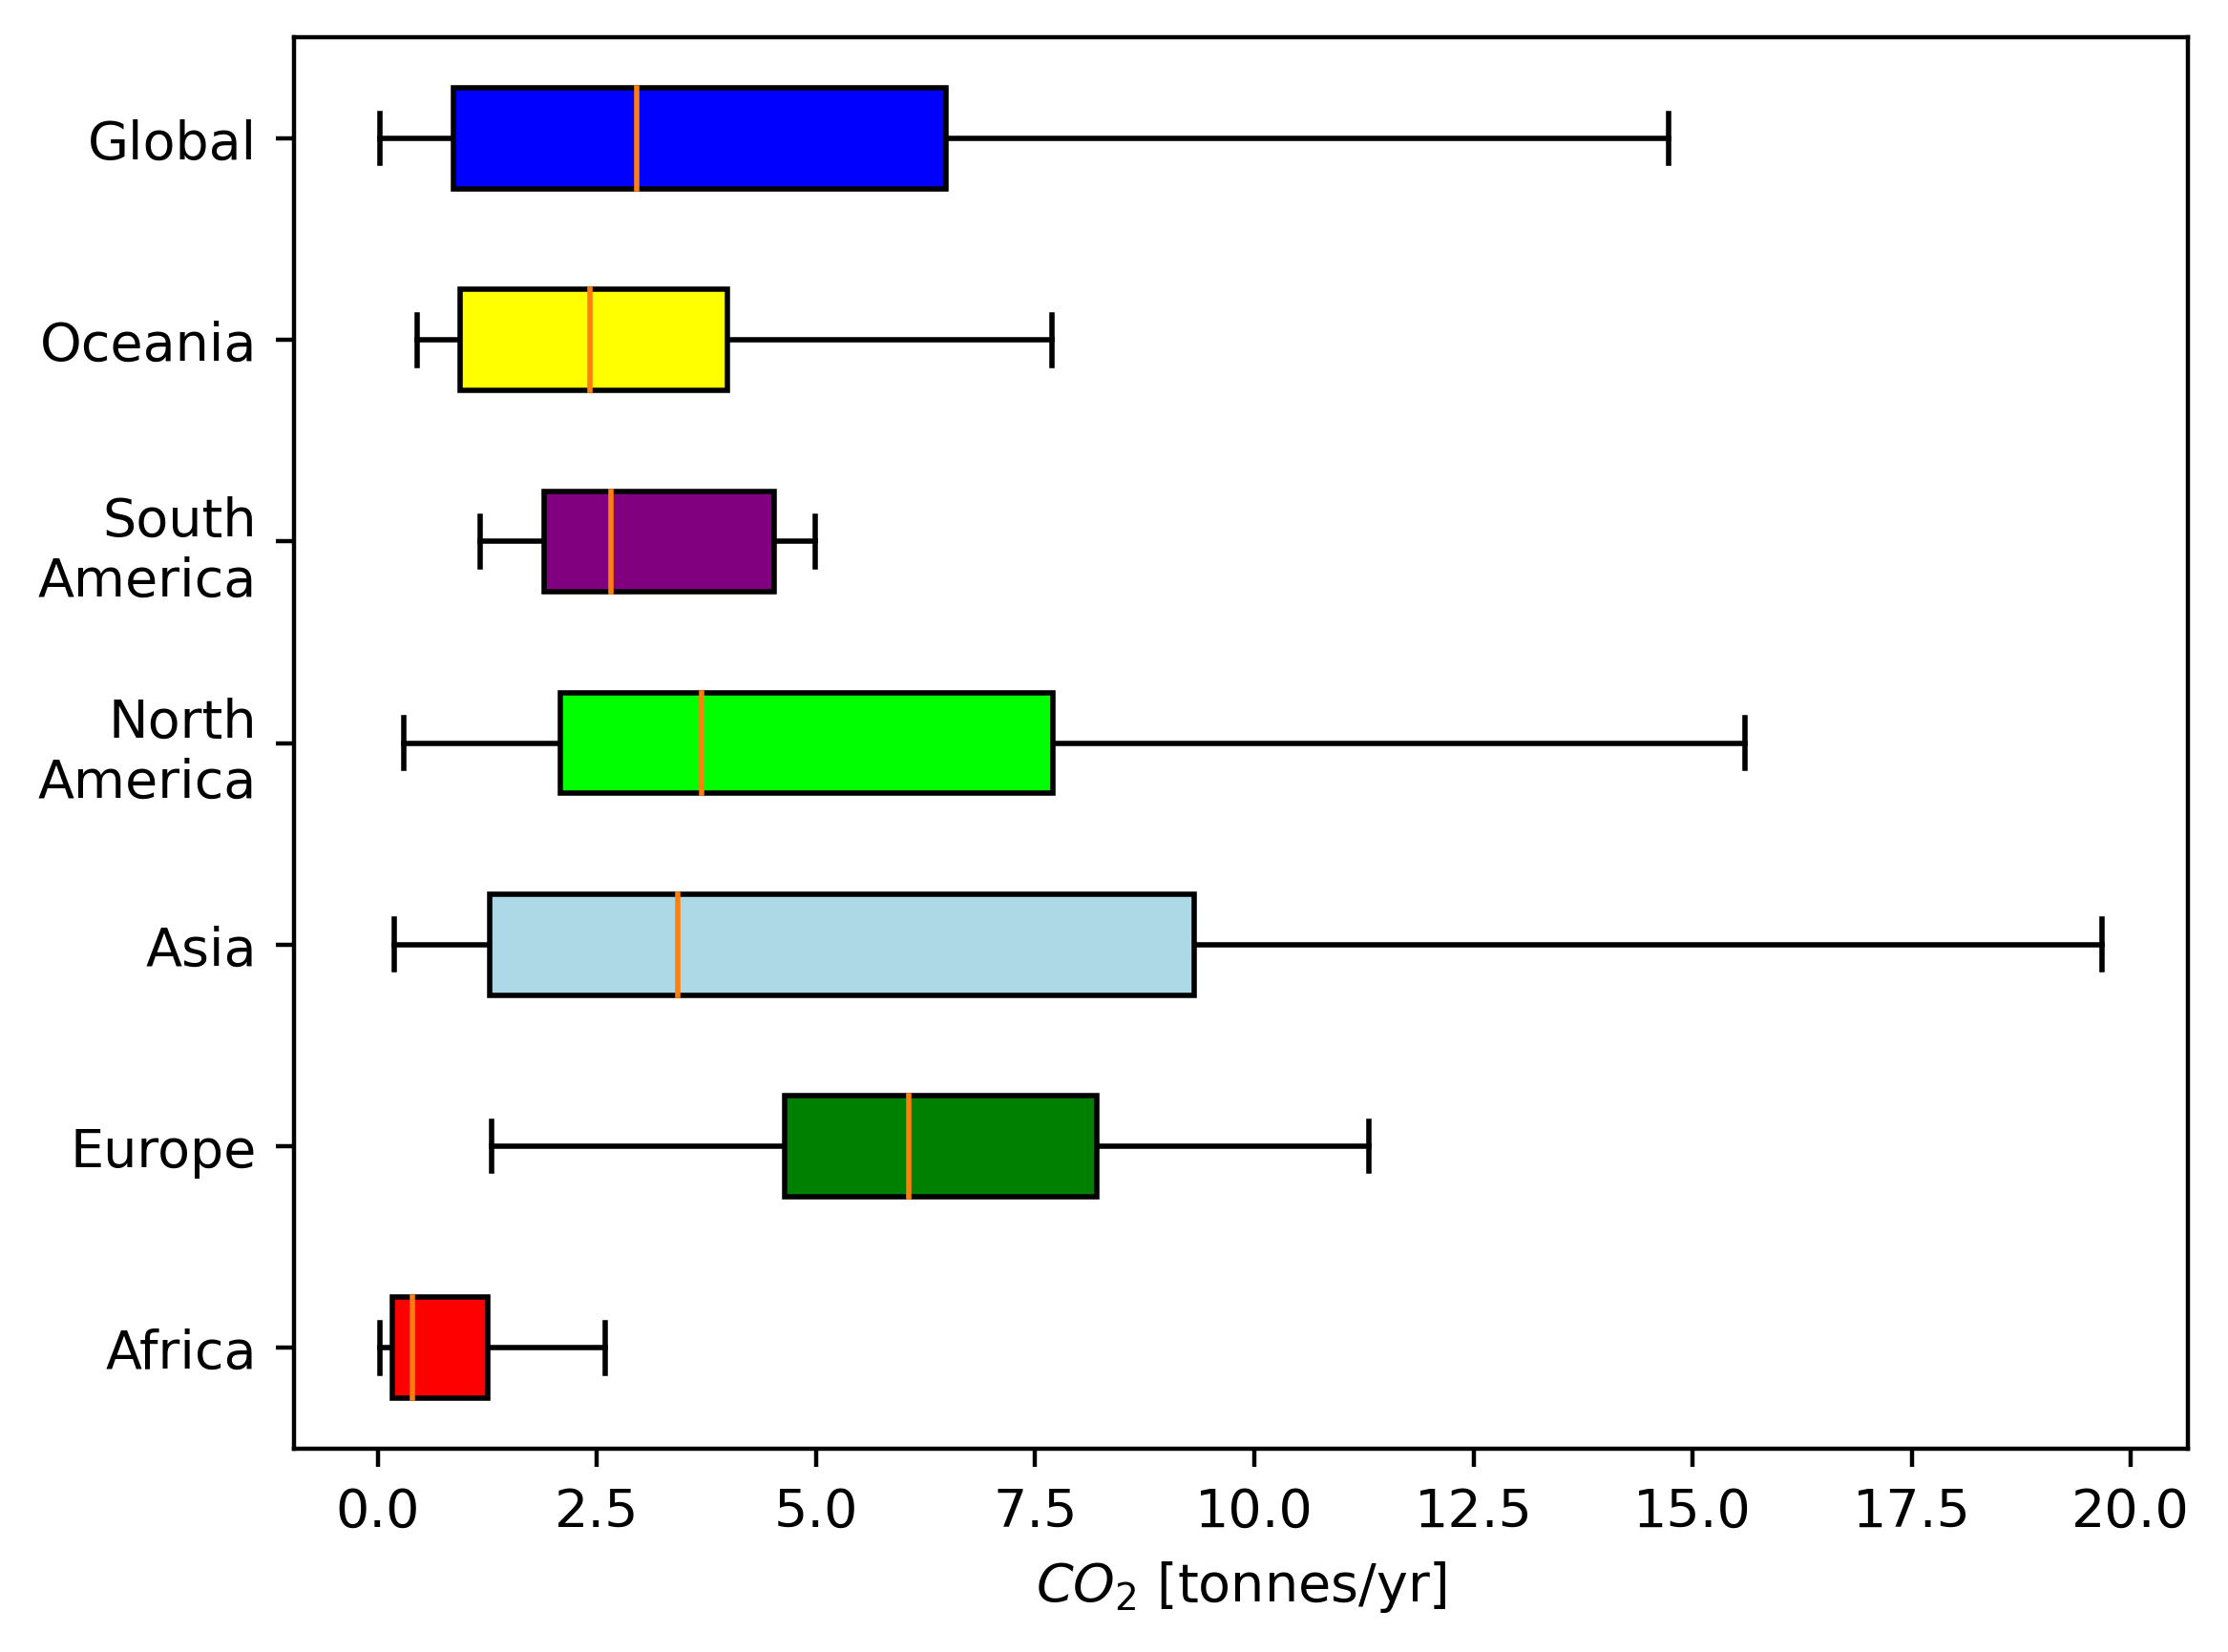 Global
Oceania
South
America
North
America
Asia
Europe
Africa
0.0 2.5 5.0 7.5 10.0 12.5 15.0 17.5 20.0
CO₂ [tonnes/yr]